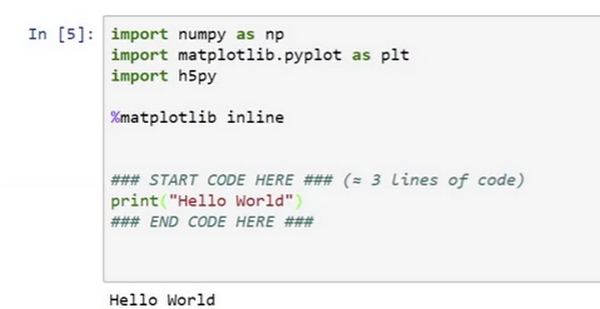 In [5]: import numpy as np
import matplotlib.pyplot as plt
import h5py
%matplotlib inline
### START CODE HERE ### (≈ 3 lines of code)
print("Hello World")
### END CODE HERE ###
Hello World